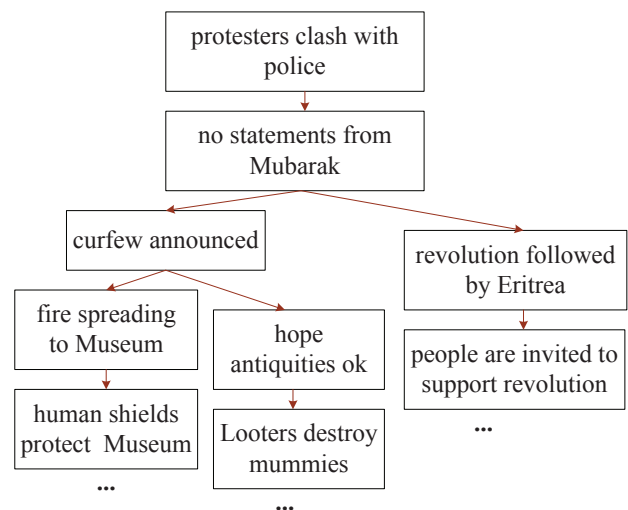 protesters clash with
police
no statements from
Mubarak
curfew announced
revolution followed
by Eritrea
fire spreading
to Museum
hope
antiquities ok
people are invited to
support revolution
human shields
protect Museum
Looters destroy
mummies
...
...
...